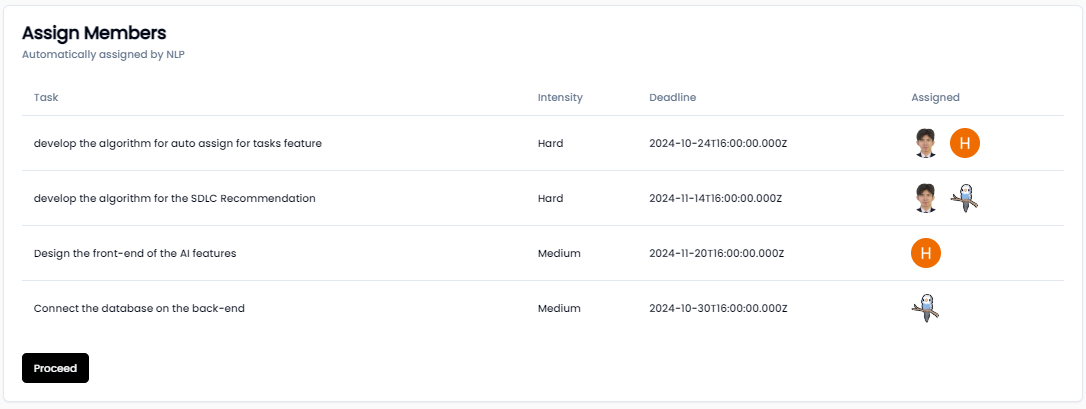 Assign Members
Automatically assigned by NLP
Task Intensity Deadline Assigned
develop the algorithm for auto assign for tasks feature Hard 2024-10-24T16:00:00.000Z H
develop the algorithm for the SDLC Recommendation Hard 2024-11-14T16:00:00.000Z
Design the front-end of the AI features Medium 2024-11-20T16:00:00.000Z H
Connect the database on the back-end Medium 2024-10-30T16:00:00.000Z
Proceed